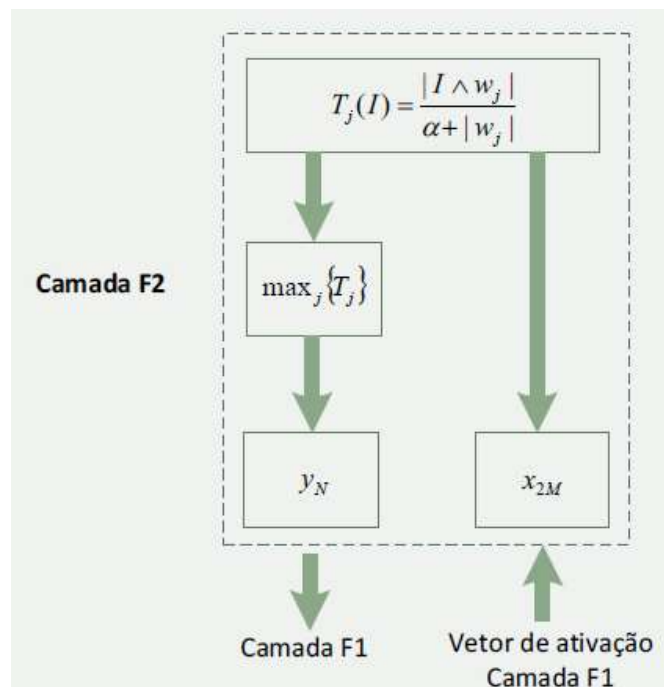 T_j(I) = |I ∧ w_j| / α + |w_j|
Camada F2
max_j{T_j}
y_N
x_2M
Camada F1
Vetor de ativação
Camada F1